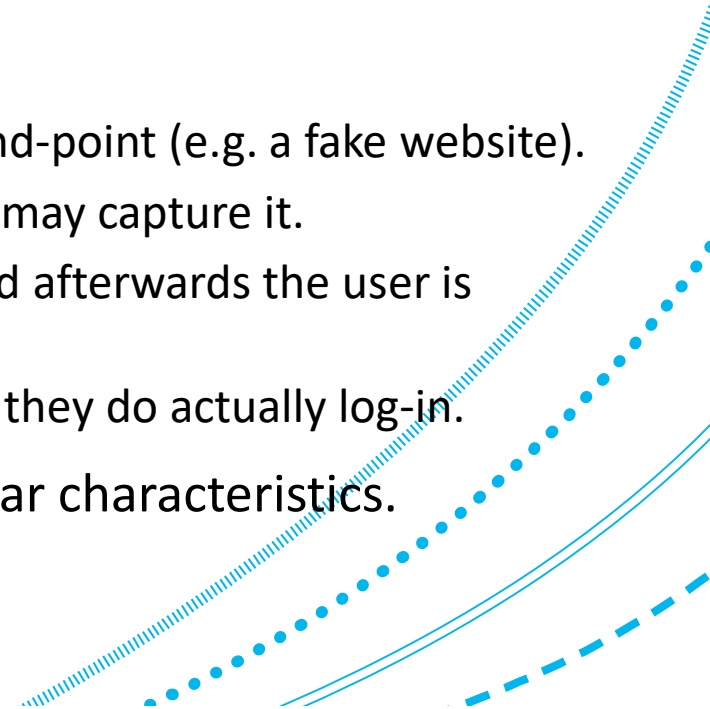 nd-point (e.g. a fake website).
may capture it.
d afterwards the user is
they do actually log-in.
ar characteristics.